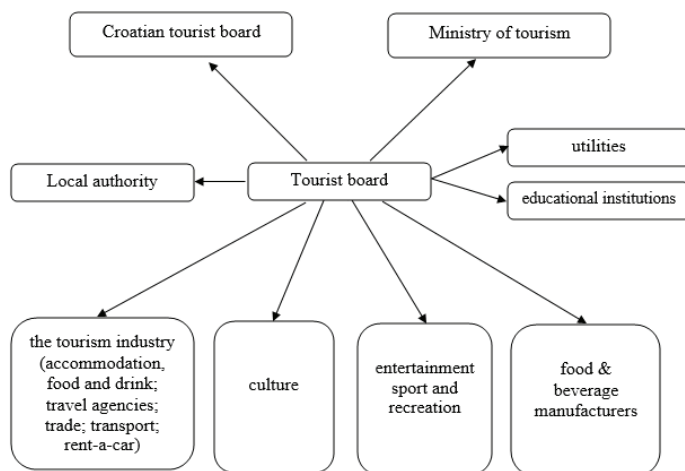 Croatian tourist board
Ministry of tourism
utilities
Local authority
Tourist board
educational institutions
the tourism industry
(accommodation,
food and drink;
travel agencies;
trade; transport;
rent-a-car)
culture
entertainment
sport and
recreation
food &
beverage
manufacturers